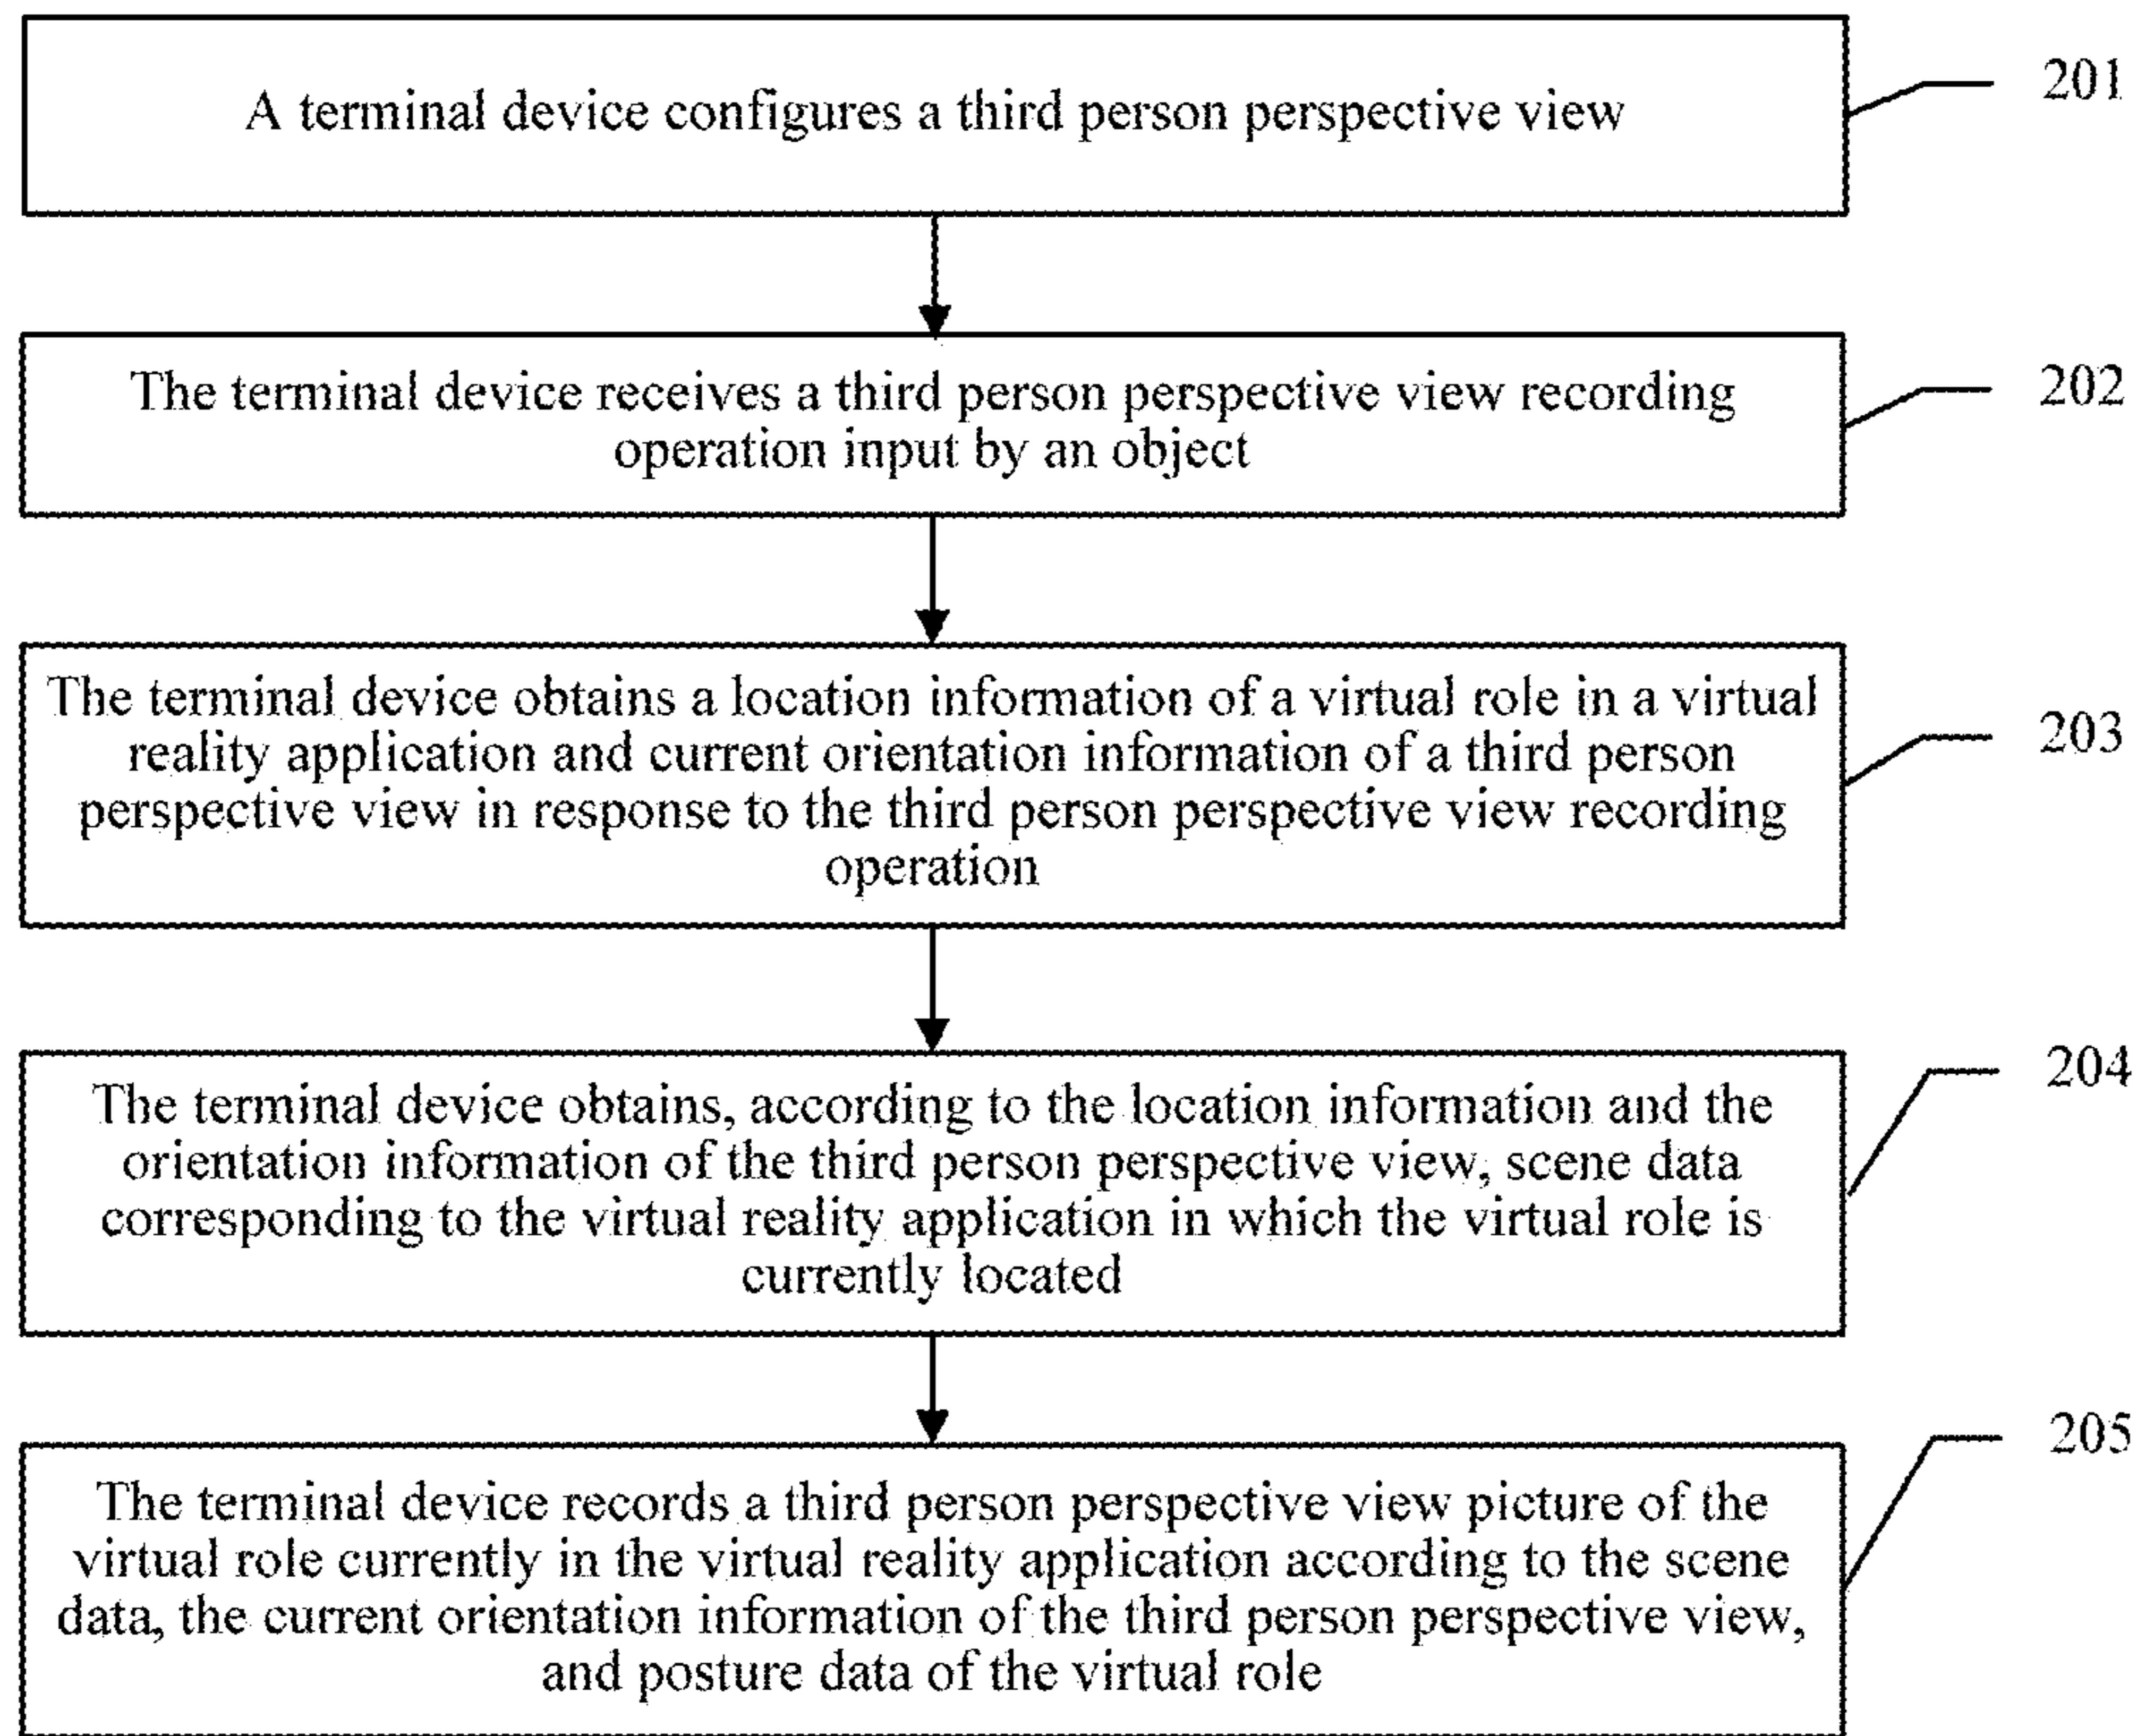 A terminal device configures a third person perspective view
201
The terminal device receives a third person perspective view recording
operation input by an object
202
The terminal device obtains a location information of a virtual role in a virtual
reality application and current orientation information of a third person
perspective view in response to the third person perspective view recording
operation
203
The terminal device obtains, according to the location information and the
orientation information of the third person perspective view, scene data
corresponding to the virtual reality application in which the virtual role is
currently located
204
The terminal device records a third person perspective view picture of the
virtual role currently in the virtual reality application according to the scene
data, the current orientation information of the third person perspective view,
and posture data of the virtual role
205